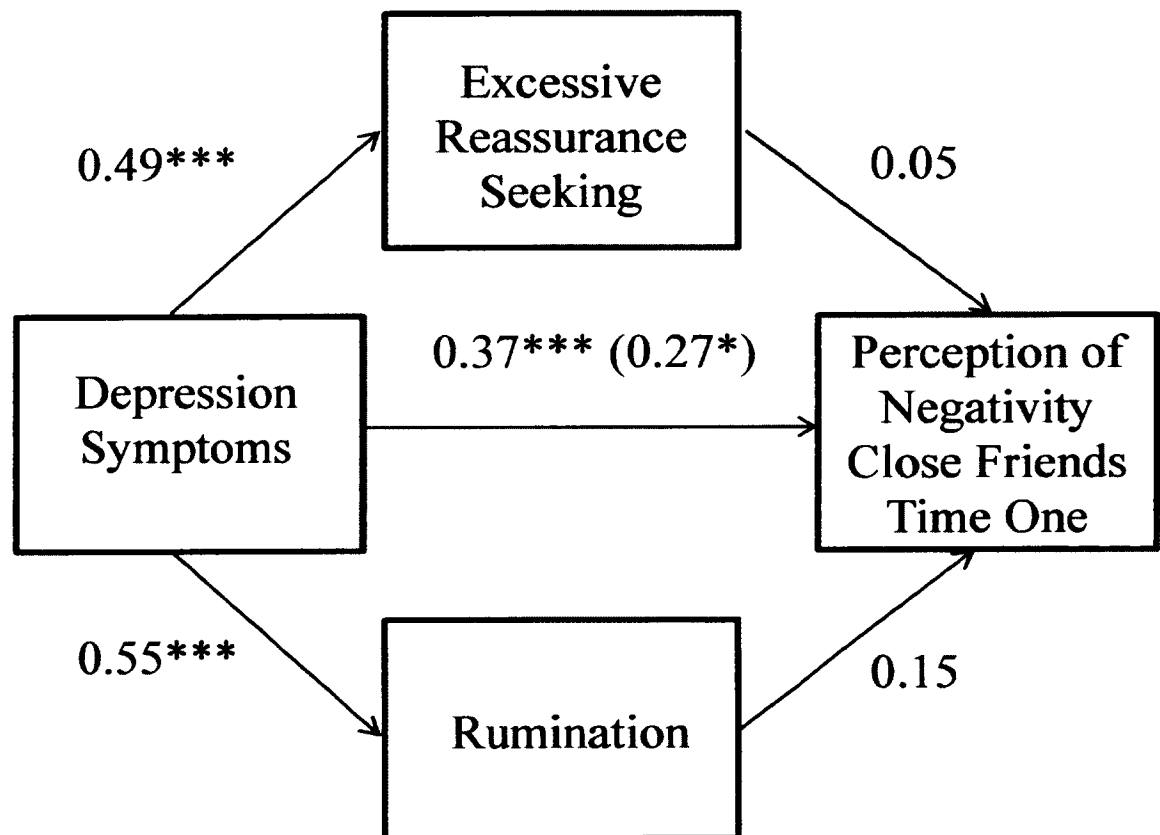 Excessive
Reassurance
Seeking
0.49***
0.05
Depression
Symptoms
0.37*** (0.27*)
Perception of
Negativity
Close Friends
Time One
0.55***
0.15
Rumination